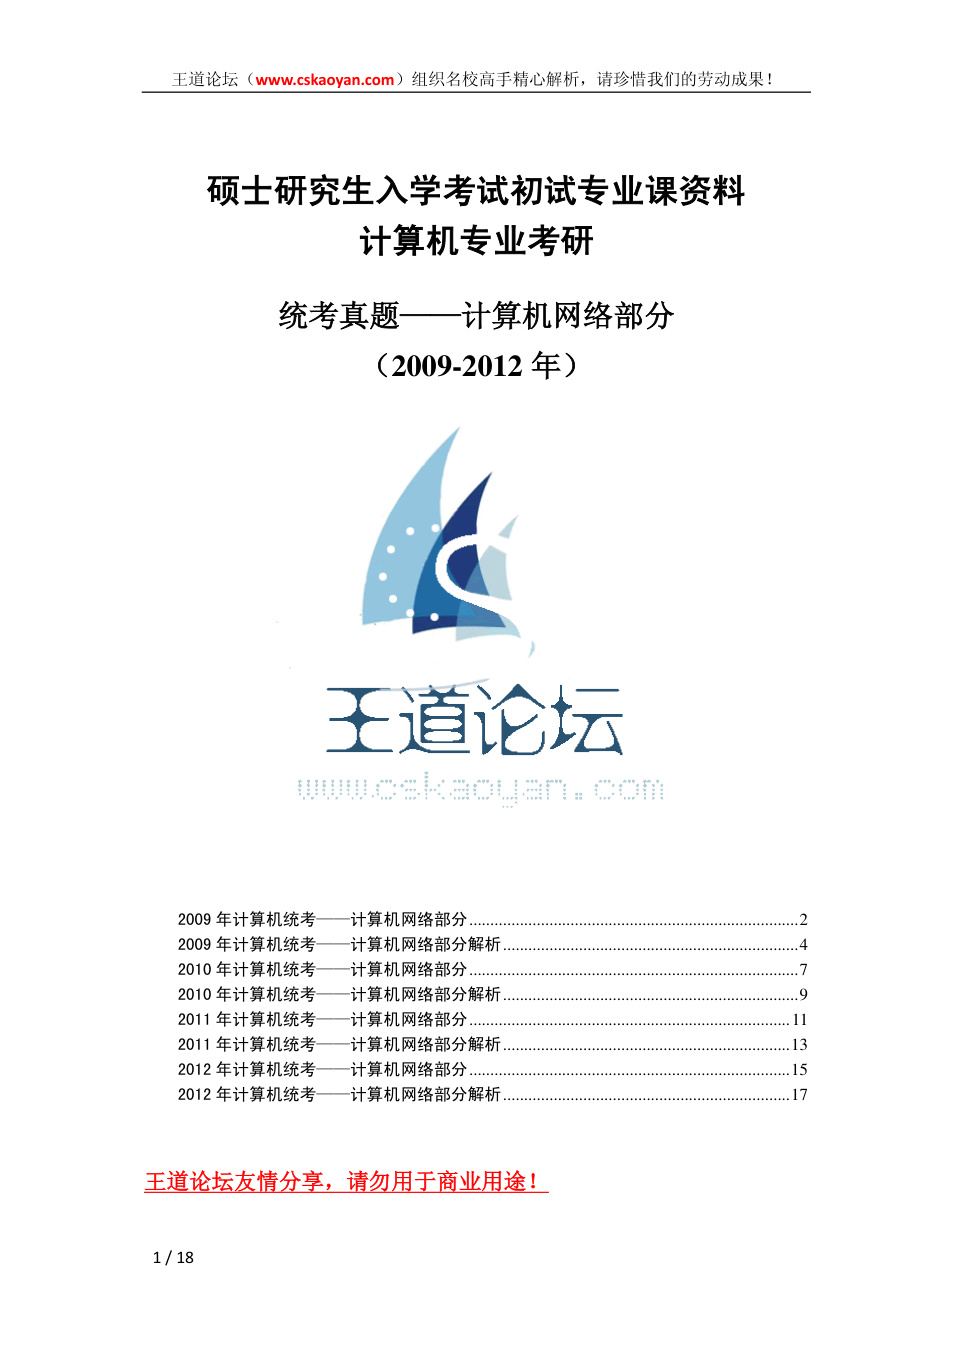 王道论坛（www.cskaoyan.com）组织名校高手精心解析，请珍惜我们的劳动成果！
硕士研究生入学考试初试专业课资料
计算机专业考研
统考真题——计算机网络部分
（2009-2012 年）
王道论坛
www.cskaoyan.com
2009 年计算机统考——计算机网络部分..............................................................................2
2009 年计算机统考——计算机网络部分解析......................................................................4
2010 年计算机统考——计算机网络部分..............................................................................7
2010 年计算机统考——计算机网络部分解析......................................................................9
2011 年计算机统考——计算机网络部分............................................................................11
2011 年计算机统考——计算机网络部分解析....................................................................13
2012 年计算机统考——计算机网络部分............................................................................15
2012 年计算机统考——计算机网络部分解析....................................................................17
王道论坛友情分享，请勿用于商业用途！
1 / 18